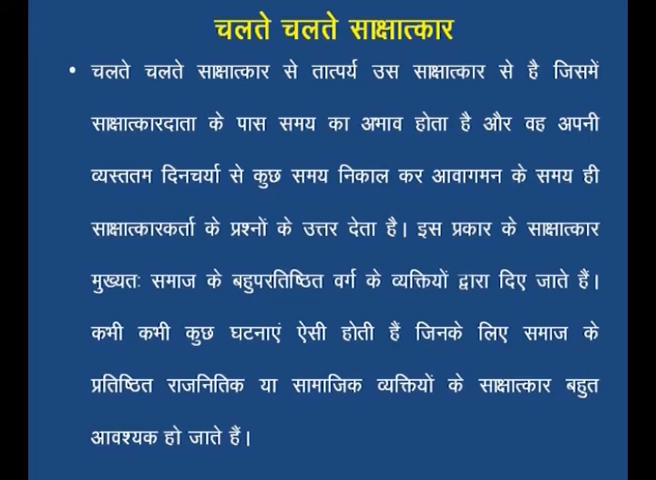 चलते चलते साक्षात्कार
• चलते चलते साक्षात्कार से तात्पर्य उस साक्षात्कार से है जिसमें
साक्षात्कारदाता के पास समय का अभाव होता है और वह अपनी
व्यस्ततम दिनचर्या से कुछ समय निकाल कर आवागमन के समय ही
साक्षात्कारकर्ता के प्रश्नों के उत्तर देता है। इस प्रकार के साक्षात्कार
मुख्यतः समाज के बहुपरतिष्ठित वर्ग के व्यक्तियों द्वारा दिए जाते हैं।
कभी कभी कुछ घटनाएं ऐसी होती हैं जिनके लिए समाज के
प्रतिष्ठित राजनितिक या सामाजिक व्यक्तियों के साक्षात्कार बहुत
आवश्यक हो जाते हैं।